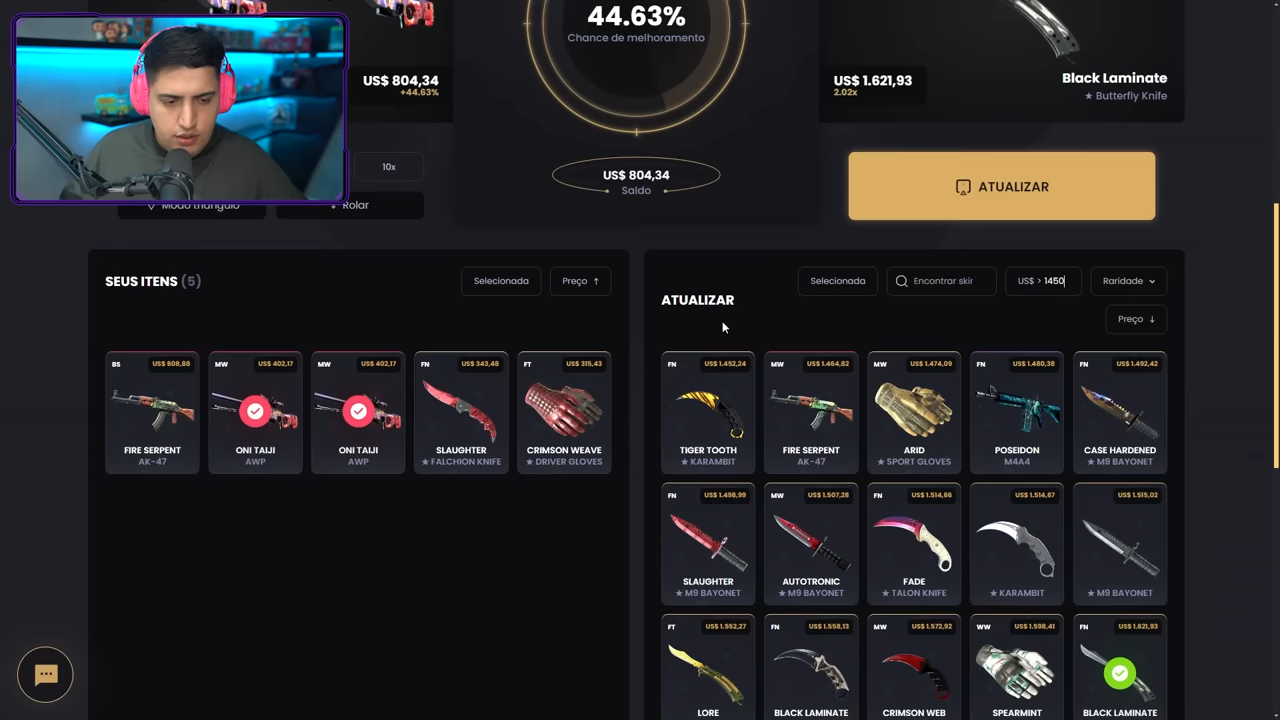 44.63%
Chance de melhoramento
US$ 804,34
+44.63%
US$ 1.621,93
2.02x
Black Laminate
★ Butterfly Knife
10x
US$ 804,34
Saldo
ATUALIZAR
Modo triângulo
Rolar
SEUS ITENS (5)
Selecionada
Preço ↑
BS US$ 608,88
FIRE SERPENT
AK-47
MW US$ 402,17
ONI TAIJI
AWP
MW US$ 402,17
ONI TAIJI
AWP
FN US$ 343,48
SLAUGHTER
★ FALCHION KNIFE
FT US$ 315,43
CRIMSON WEAVE
★ DRIVER GLOVES
ATUALIZAR
Selecionada
Encontrar skir
US$ > 1450
Raridade
Preço ↓
FN US$ 1.452,24
TIGER TOOTH
★ KARAMBIT
MW US$ 1.464,82
FIRE SERPENT
AK-47
MW US$ 1.474,09
ARID
★ SPORT GLOVES
FN US$ 1.480,38
POSEIDON
M4A4
FN US$ 1.492,42
CASE HARDENED
★ M9 BAYONET
FN US$ 1.498,99
SLAUGHTER
★ M9 BAYONET
MW US$ 1.507,28
AUTOTRONIC
★ M9 BAYONET
FN US$ 1.514,66
FADE
★ TALON KNIFE
US$ 1.514,67
★ KARAMBIT
US$ 1.515,02
★ M9 BAYONET
FT US$ 1.552,27
LORE
FN US$ 1.558,13
BLACK LAMINATE
MW US$ 1.572,92
CRIMSON WEB
WW US$ 1.598,41
SPEARMINT
FN US$ 1.621,93
BLACK LAMINATE